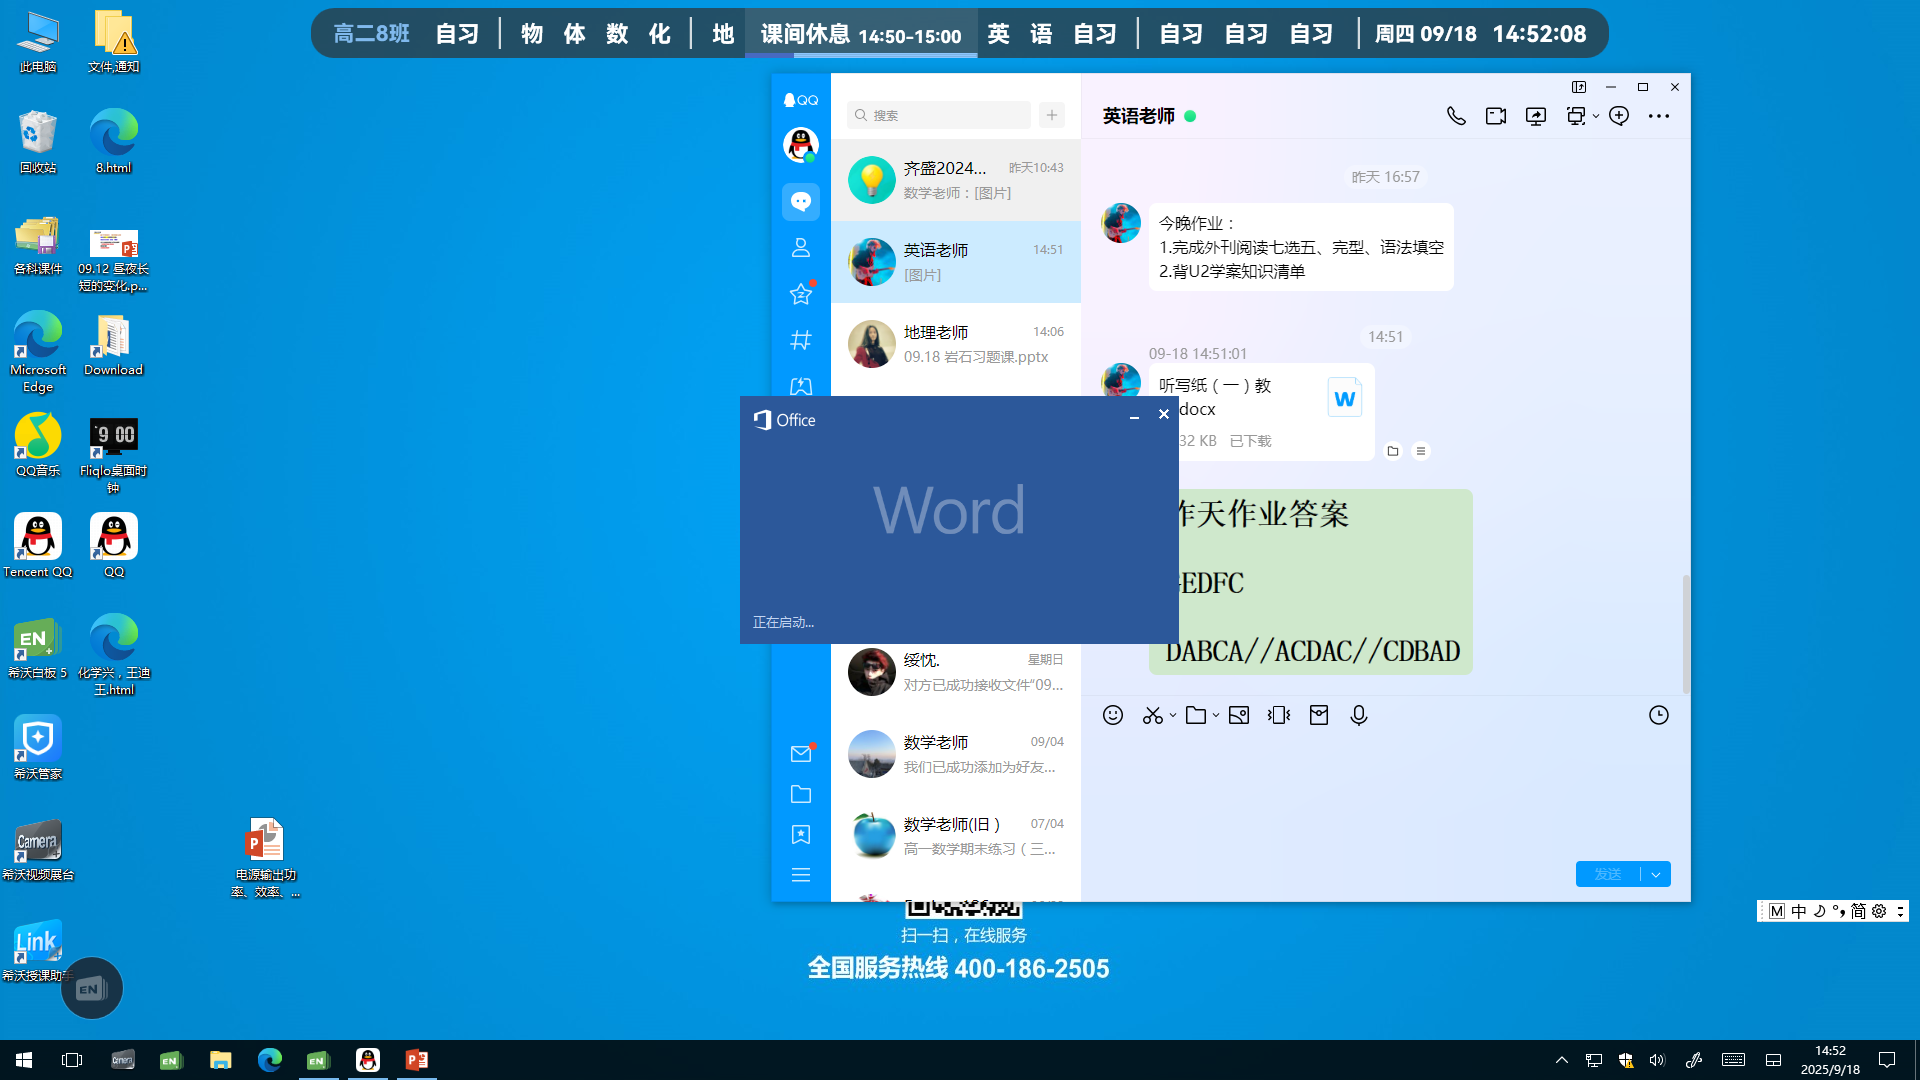 高二8班 自习 | 物 体 数 化 | 地 课间休息 14:50-15:00 英 语 自习 | 自习 自习 自习 | 周四 09/18 14:52:08
此电脑
文件,通知
回收站
8.html
各科课件
09.12 昼夜长
短的变化.p...
Microsoft
Edge
Download
QQ音乐
9 00
Fliqlo桌面时
钟
Tencent QQ
QQ
EN
希沃白板 5
化学兴，王迪
王.html
希沃管家
Camera
希沃视频展台
电源输出功
率、效率、...
Link
希沃授课助手
EN
QQ
搜索
齐盛2024... 昨天10:43
数学老师：[图片]
英语老师 14:51
[图片]
地理老师 14:06
09.18 岩石习题课.pptx
绥忱. 星期日
对方已成功接收文件“09...
数学老师 09/04
我们已成功添加为好友...
数学老师(旧） 07/04
高一数学期末练习（三...
英语老师
昨天 16:57
今晚作业：
1.完成外刊阅读七选五、完型、语法填空
2.背U2学案知识清单
14:51
09-18 14:51:01
听写纸（一）教
docx
32 KB 已下载
W
昨天作业答案
EDFC
DABCA//ACDAC//CDBAD
发送
Office
Word
正在启动...
扫一扫，在线服务
全国服务热线 400-186-2505
M 中 简
Camera
EN
EN
14:52
2025/9/18